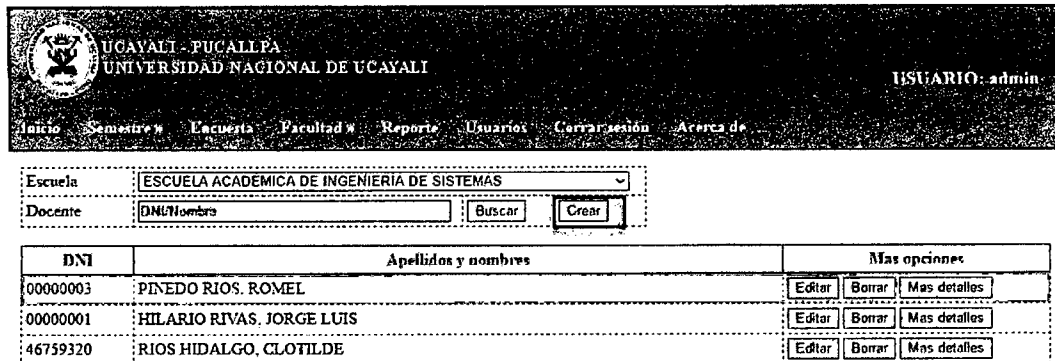 UCAYALI - PUCALLPA
UNIVERSIDAD NACIONAL DE UCAYALI
USUARIO: admin
Inicio Semestre » Encuesta Facultad » Reporte Usuarios Cerrar sesión Acerca de ...
Escuela ESCUELA ACADEMICA DE INGENIERÍA DE SISTEMAS
Docente DNI/Nombre Buscar Crear
DNI Apellidos y nombres Mas opciones
00000003 PINEDO RIOS, ROMEL Editar Borrar Mas detalles
00000001 HILARIO RIVAS, JORGE LUIS Editar Borrar Mas detalles
46759320 RIOS HIDALGO, CLOTILDE Editar Borrar Mas detalles